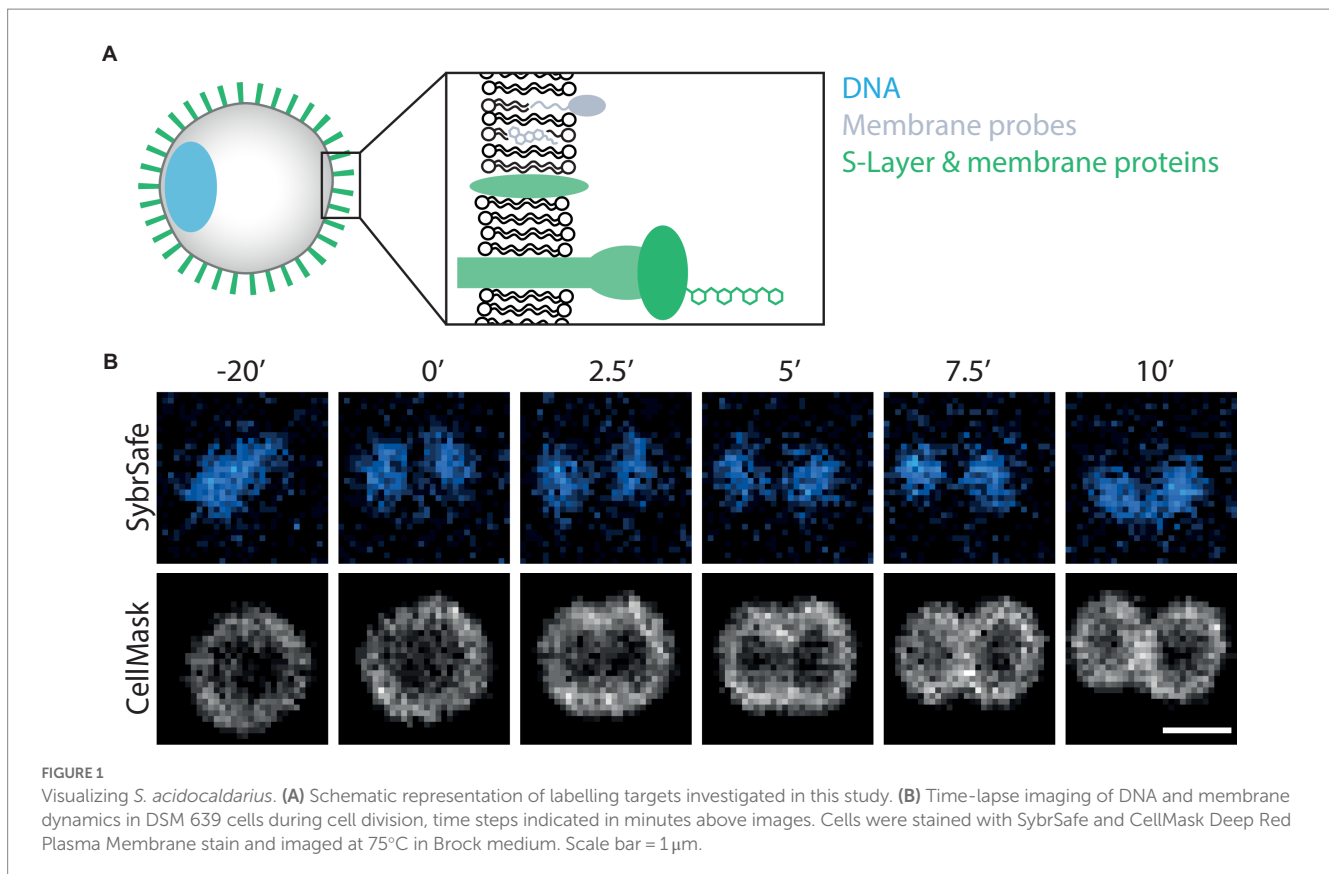 A
DNA
Membrane probes
S-Layer & membrane proteins
B
-20’ 0’ 2.5’ 5’ 7.5’ 10’
SybrSafe
CellMask
FIGURE 1
Visualizing S. acidocaldarius. (A) Schematic representation of labelling targets investigated in this study. (B) Time-lapse imaging of DNA and membrane
dynamics in DSM 639 cells during cell division, time steps indicated in minutes above images. Cells were stained with SybrSafe and CellMask Deep Red
Plasma Membrane stain and imaged at 75°C in Brock medium. Scale bar = 1 μm.